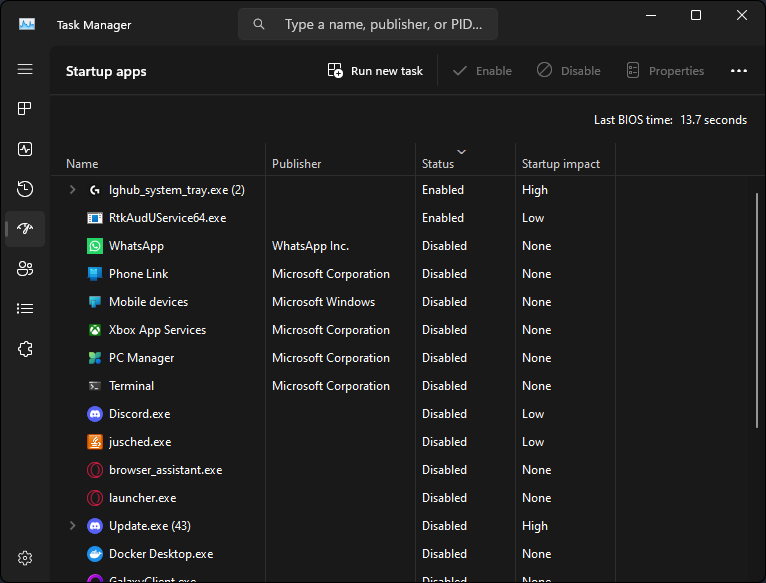 Task Manager
Type a name, publisher, or PID...
Startup apps
Run new task
Enable
Disable
Properties
Last BIOS time: 13.7 seconds
Name Publisher Status Startup impact
lghub_system_tray.exe (2) Enabled High
RtkAudUService64.exe Enabled Low
WhatsApp WhatsApp Inc. Disabled None
Phone Link Microsoft Corporation Disabled None
Mobile devices Microsoft Windows Disabled None
Xbox App Services Microsoft Corporation Disabled None
PC Manager Microsoft Corporation Disabled None
Terminal Microsoft Corporation Disabled None
Discord.exe Disabled Low
jusched.exe Disabled Low
browser_assistant.exe Disabled None
launcher.exe Disabled None
Update.exe (43) Disabled High
Docker Desktop.exe Disabled None
GalaxyClient.exe Disabled None